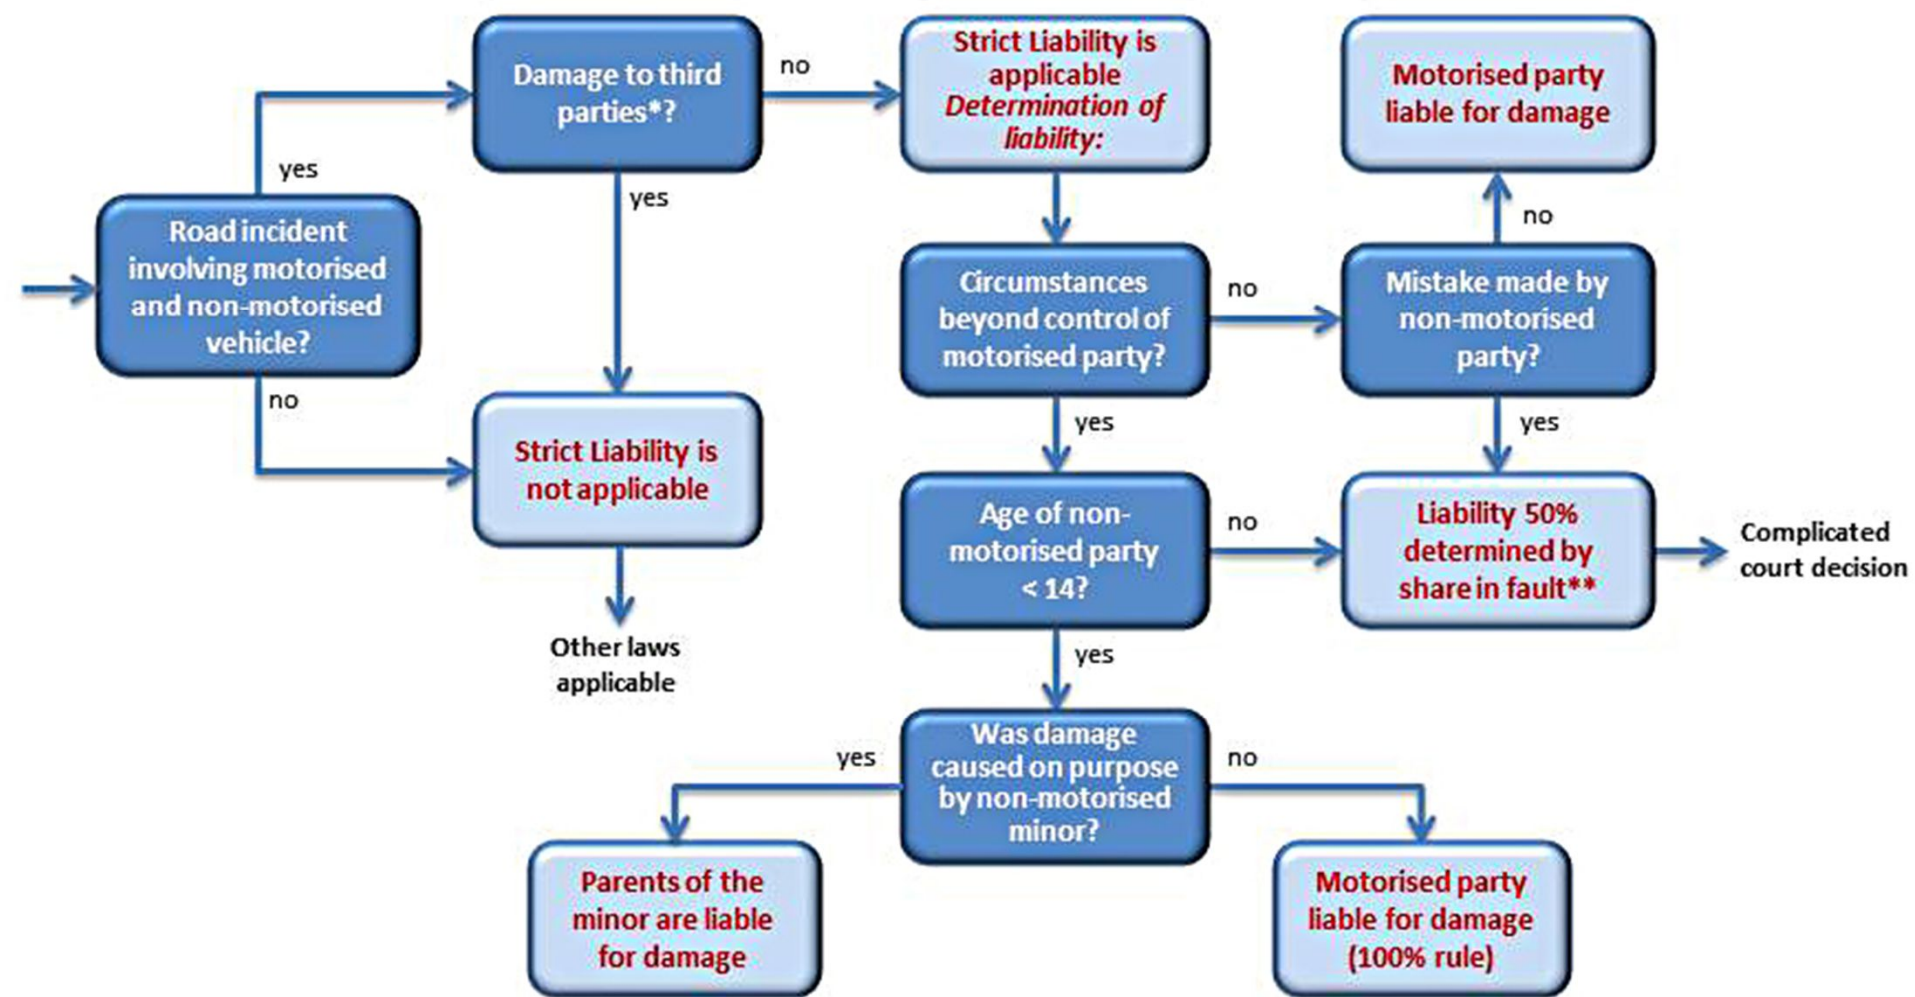 Road incident
involving motorised
and non-motorised
vehicle?
yes
no
Damage to third
parties*?
no
yes
Strict Liability is
not applicable
Other laws
applicable
Strict Liability is
applicable
Determination of
liability:
Circumstances
beyond control of
motorised party?
no
yes
Mistake made by
non-motorised
party?
no
yes
Motorised party
liable for damage
Age of non-
motorised party
< 14?
no
yes
Liability 50%
determined by
share in fault**
Complicated
court decision
Was damage
caused on purpose
by non-motorised
minor?
yes
no
Parents of the
minor are liable
for damage
Motorised party
liable for damage
(100% rule)